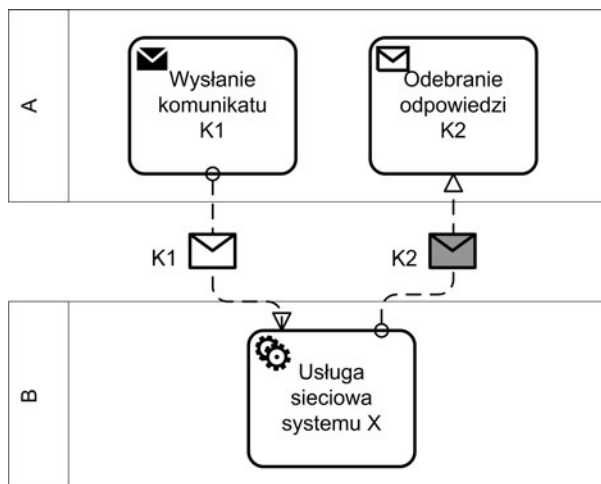 A
Wysłanie
komunikatu
K1
Odebranie
odpowiedzi
K2
K1
K2
B
Usługa
sieciowa
systemu X